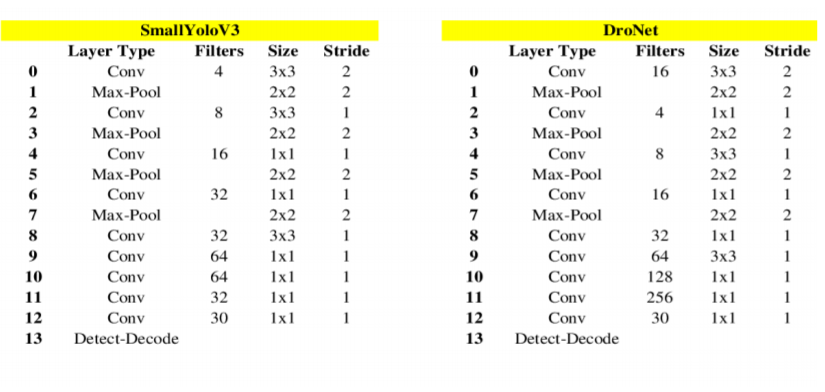 SmallYoloV3
Layer Type Filters Size Stride
0 Conv 4 3x3 2
1 Max-Pool 2x2 2
2 Conv 8 3x3 1
3 Max-Pool 2x2 2
4 Conv 16 1x1 1
5 Max-Pool 2x2 2
6 Conv 32 1x1 1
7 Max-Pool 2x2 2
8 Conv 32 3x3 1
9 Conv 64 1x1 1
10 Conv 64 1x1 1
11 Conv 32 1x1 1
12 Conv 30 1x1 1
13 Detect-Decode
DroNet
Layer Type Filters Size Stride
0 Conv 16 3x3 2
1 Max-Pool 2x2 2
2 Conv 4 1x1 1
3 Max-Pool 2x2 2
4 Conv 8 3x3 1
5 Max-Pool 2x2 2
6 Conv 16 1x1 1
7 Max-Pool 2x2 2
8 Conv 32 1x1 1
9 Conv 64 3x3 1
10 Conv 128 1x1 1
11 Conv 256 1x1 1
12 Conv 30 1x1 1
13 Detect-Decode